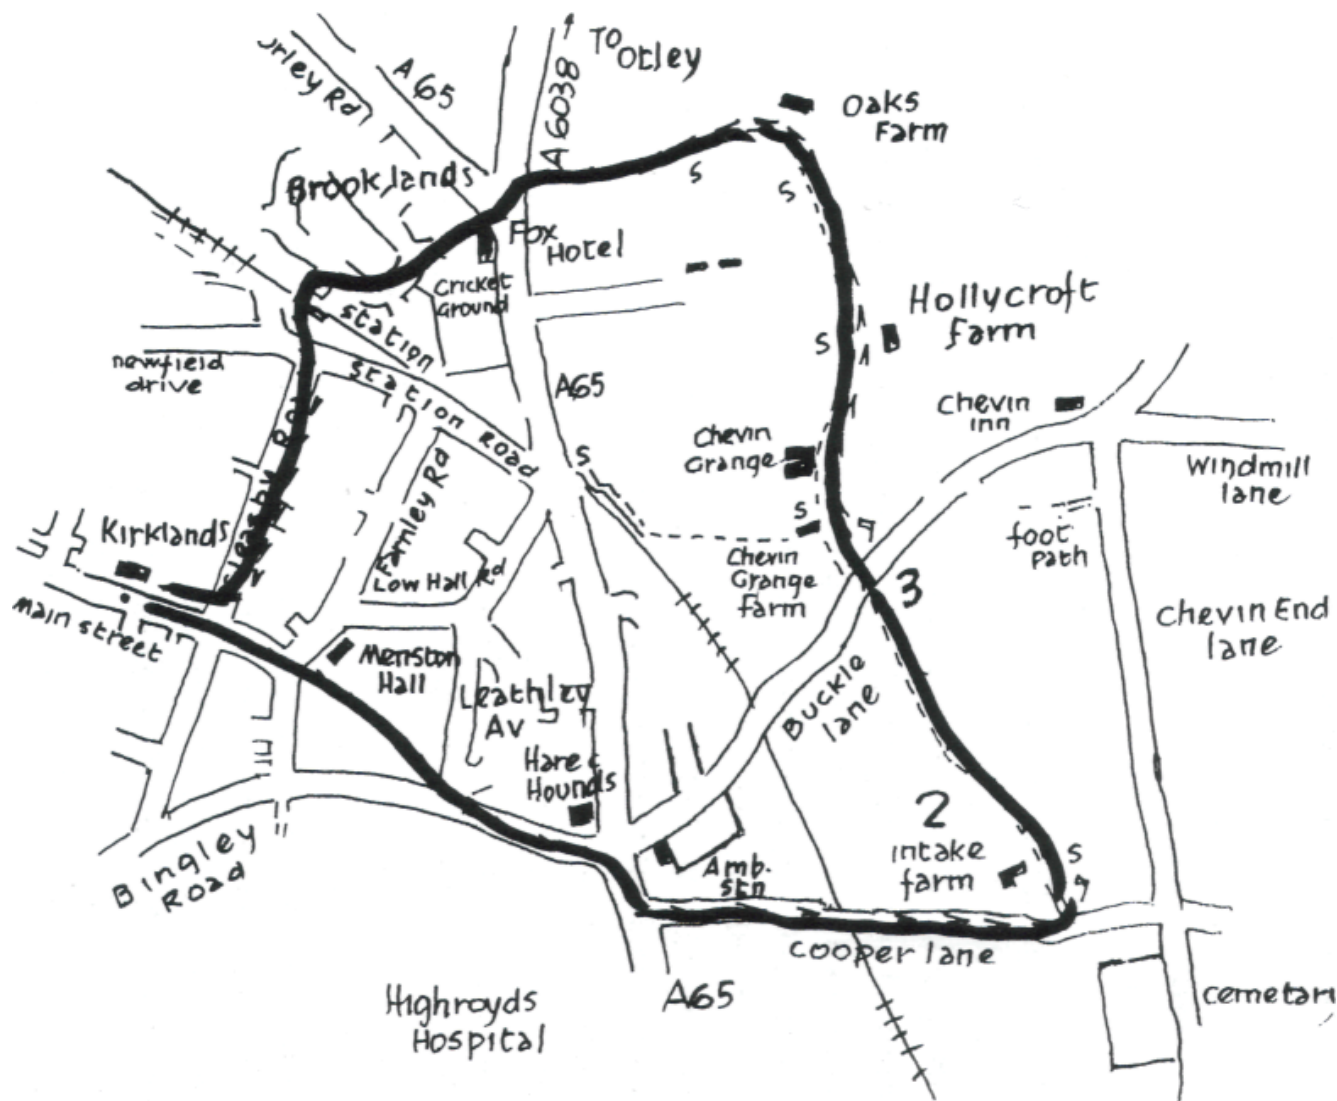 To
Otley
A6038
A65
Rd
Oaks
Farm
Brooklands
S
S
Fox
Hotel
Cricket
Ground
Hollycroft
farm
station
S
newfield
drive
station Road
A65
Chevin
inn
Chevin
Grange
S
Windmill
lane
Farnley Rd
S
foot
path
Kirklands
Chevin
Grange
farm
Low Hall Rd
3
Chevin End
lane
Main street
Menston
Hall
Leathley
AV
Buckle
lane
Hare &
Hounds
2
intake
farm
S
Bingley
Road
Amb.
stn
Cooper lane
Highroyds
Hospital
A65